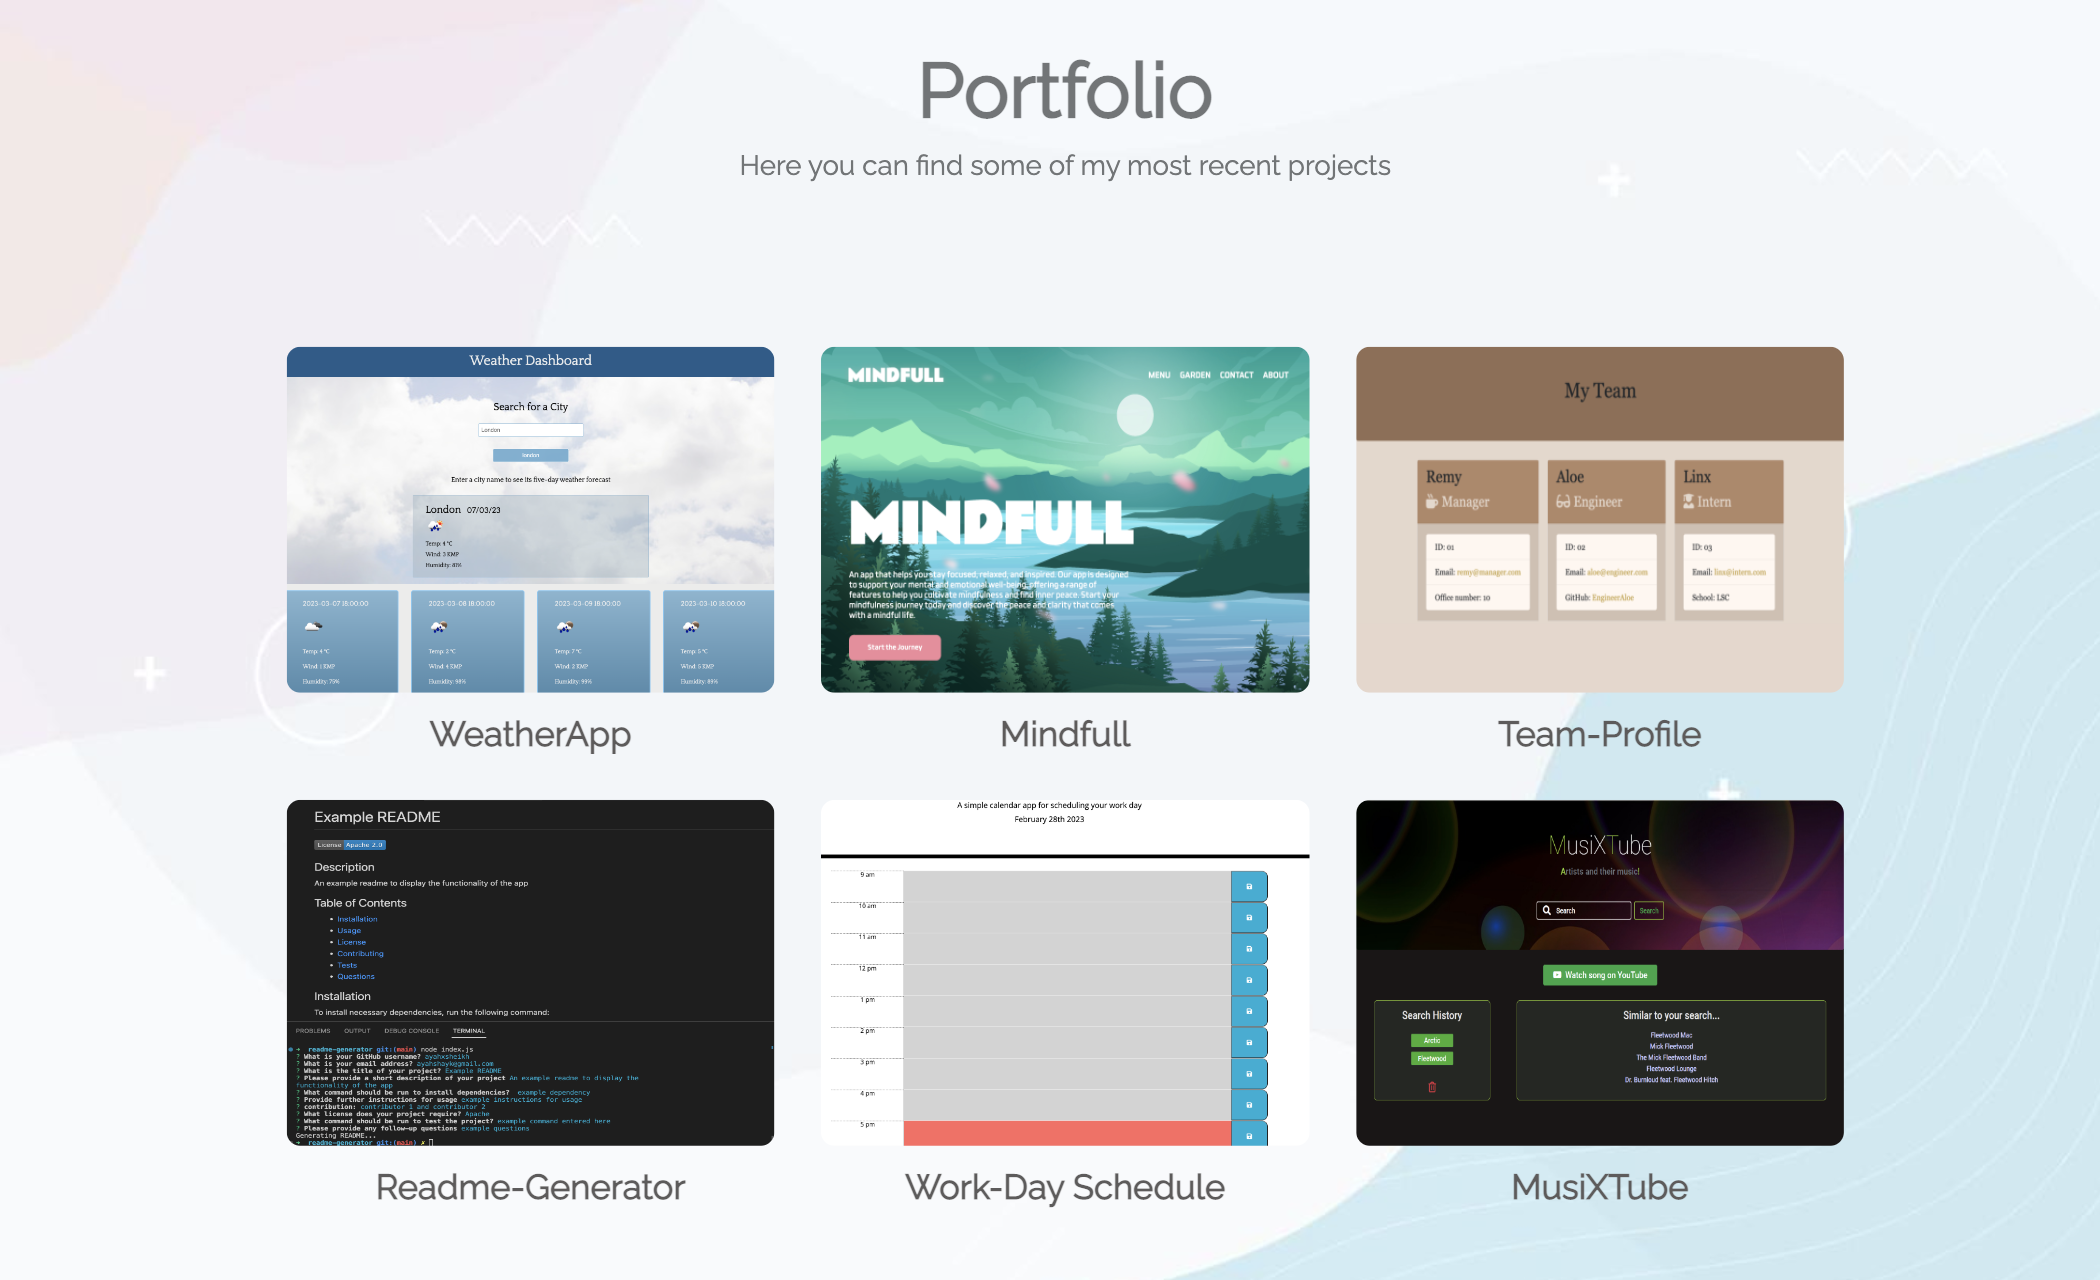 Portfolio
Here you can find some of my most recent projects
Weather Dashboard
Search for a City
London
london
Enter a city name to see its five-day weather forecast
London 07/03/23
Temp: 4 °C
Wind: 3 KMP
Humidity: 81%
2023-03-07 18:00:00
Temp: 4 °C
Wind: 1 KMP
Humidity: 79%
2023-03-08 18:00:00
Temp: 2 °C
Wind: 4 KMP
Humidity: 98%
2023-03-09 18:00:00
Temp: 7 °C
Wind: 2 KMP
Humidity: 99%
2023-03-10 18:00:00
Temp: 5 °C
Wind: 5 KMP
Humidity: 89%
WeatherApp
MINDFULL
MENU GARDEN CONTACT ABOUT
MINDFULL
An app that helps you stay focused, relaxed, and inspired. Our app is designed
to support your mental and emotional well-being, offering a range of
features to help you cultivate mindfulness and find inner peace. Start your
mindfulness journey today and discover the peace and clarity that comes
with a mindful life.
Start the Journey
Mindfull
My Team
Remy
Manager
ID: 01
Email: remy@manager.com
Office number: 10
Aloe
Engineer
ID: 02
Email: aloe@engineer.com
GitHub: EngineerAloe
Linx
Intern
ID: 03
Email: linx@intern.com
School: LSC
Team-Profile
Example README
License Apache 2.0
Description
An example readme to display the functionality of the app
Table of Contents
• Installation
• Usage
• License
• Contributing
• Tests
• Questions
Installation
To install necessary dependencies, run the following command:
PROBLEMS OUTPUT DEBUG CONSOLE TERMINAL
→ readme-generator git:(main) node index.js
? What is your GitHub username? ayahxsheikh
? What is your email address? ayahshayk@gmail.com
? What is the title of your project? Example README
? Please provide a short description of your project An example readme to display the
functionality of the app
? What command should be run to install dependencies? example dependency
? Provide further instructions for usage example instructions for usage
? contribution: contributor 1 and contributor 2
? What license does your project require? Apache
? What command should be run to test the project? example command entered here
? Please provide any follow-up questions example questions
Generating README...
→ readme-generator git:(main) ✗
Readme-Generator
A simple calendar app for scheduling your work day
February 28th 2023
9 am
10 am
11 am
12 pm
1 pm
2 pm
3 pm
4 pm
5 pm
Work-Day Schedule
MusiXTube
Artists and their music!
Search
Search
Watch song on YouTube
Search History
Arctic
Fleetwood
Similar to your search...
Fleetwood Mac
Mick Fleetwood
The Mick Fleetwood Band
Fleetwood Lounge
Dr. Burnloud feat. Fleetwood Hitch
MusiXTube